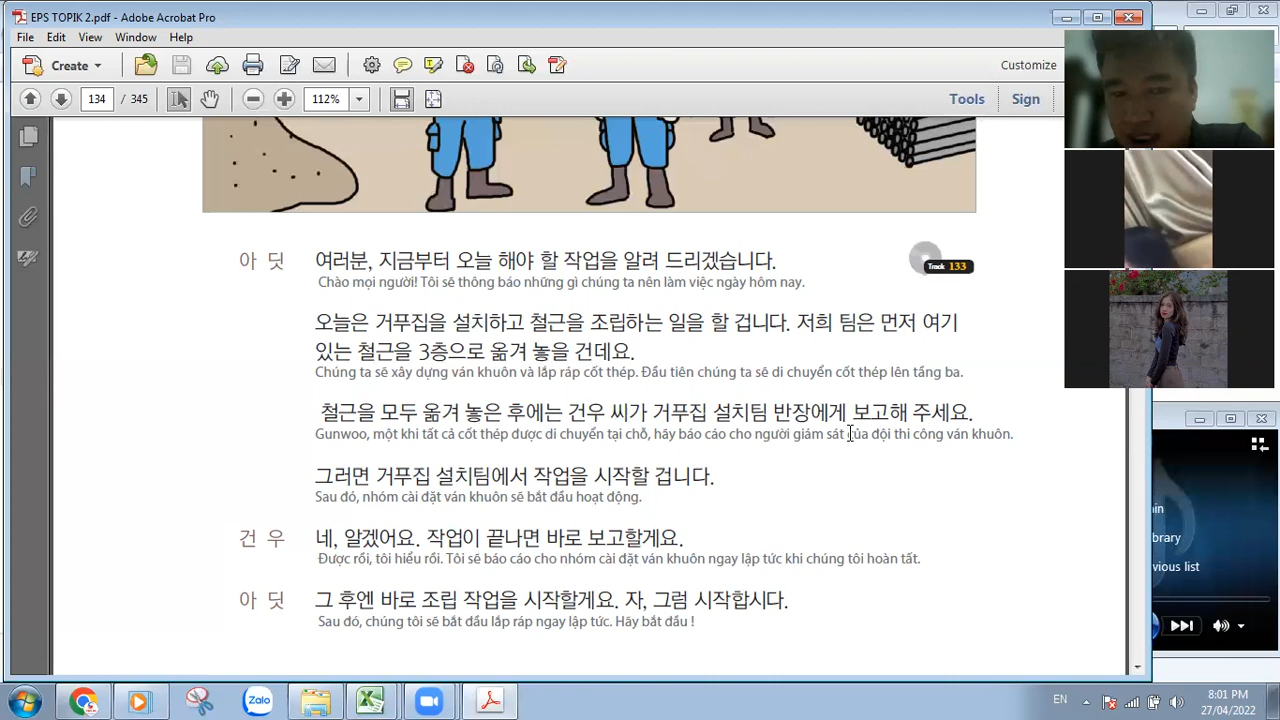 EPS TOPIK 2.pdf - Adobe Acrobat Pro
File Edit View Window Help
Create
Customize
134 / 345
112%
Tools Sign
아 딧 여러분, 지금부터 오늘 해야 할 작업을 알려 드리겠습니다.
Track 133
Chào mọi người! Tôi sẽ thông báo những gì chúng ta nên làm việc ngày hôm nay.
오늘은 거푸집을 설치하고 철근을 조립하는 일을 할 겁니다. 저희 팀은 먼저 여기
있는 철근을 3층으로 옮겨 놓을 건데요.
Chúng ta sẽ xây dựng ván khuôn và lắp ráp cốt thép. Đầu tiên chúng ta sẽ di chuyển cốt thép lên tầng ba.
철근을 모두 옮겨 놓은 후에는 건우 씨가 거푸집 설치팀 반장에게 보고해 주세요.
Gunwoo, một khi tất cả cốt thép được di chuyển tại chỗ, hãy báo cáo cho người giám sát của đội thi công ván khuôn.
그러면 거푸집 설치팀에서 작업을 시작할 겁니다.
Sau đó, nhóm cài đặt ván khuôn sẽ bắt đầu hoạt động.
건 우 네, 알겠어요. 작업이 끝나면 바로 보고할게요.
Được rồi, tôi hiểu rồi. Tôi sẽ báo cáo cho nhóm cài đặt ván khuôn ngay lập tức khi chúng tôi hoàn tất.
아 딧 그 후엔 바로 조립 작업을 시작할게요. 자, 그럼 시작합시다.
Sau đó, chúng tôi sẽ bắt đầu lắp ráp ngay lập tức. Hãy bắt đầu !
Zalo
EN
8:01 PM
27/04/2022